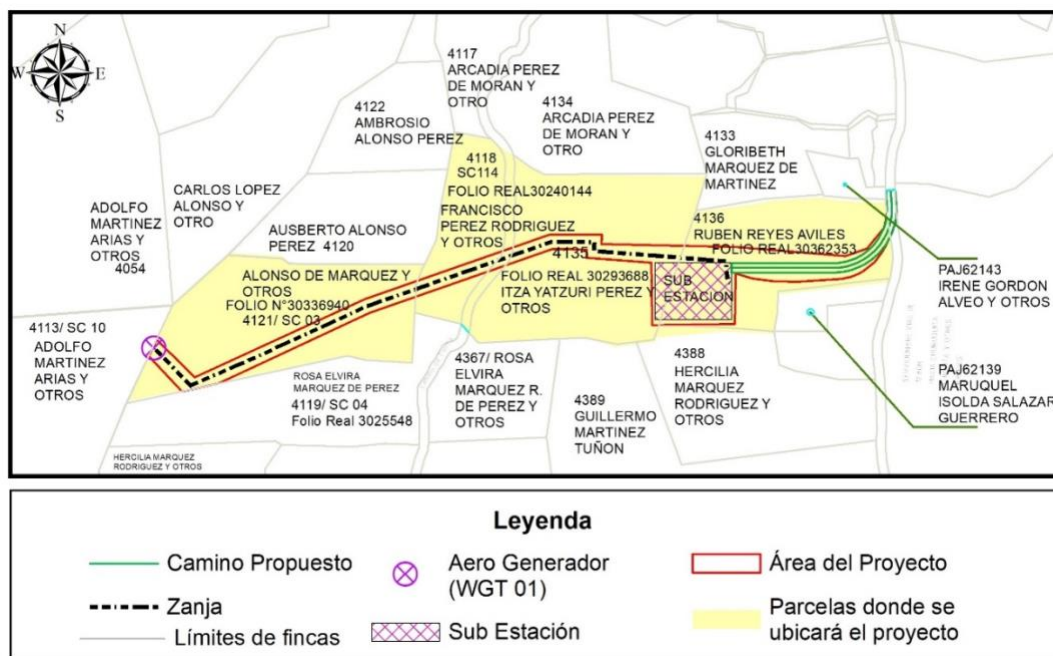 N
W E
S
4117
ARCADIA PEREZ
DE MORAN Y
OTRO
4122
AMBROSIO
ALONSO PEREZ
4134
ARCADIA PEREZ
DE MORAN Y
OTRO
4133
GLORIBETH
MARQUEZ DE
MARTINEZ
4118
SC114
FOLIO REAL30240144
FRANCISCO
PEREZ RODRIGUEZ
Y OTROS
CARLOS LOPEZ
ALONSO Y
OTRO
ADOLFO
MARTINEZ
ARIAS Y
OTROS
4054
AUSBERTO ALONSO
PEREZ 4120
4136
RUBEN REYES AVILES
FOLIO REAL30362353
ALONSO DE MARQUEZ Y
OTROS
FOLIO N°30336940
4121/ SC 03
4135
FOLIO REAL 30293688
ITZA YATZURI PEREZ Y
OTROS
SUB
ESTACION
PAJ62143
IRENE GORDON
ALVEO Y OTROS
4113/ SC 10
ADOLFO
MARTINEZ
ARIAS Y
OTROS
ROSA ELVIRA
MARQUEZ DE PEREZ
4119/ SC 04
Folio Real 3025548
4367/ ROSA
ELVIRA
MARQUEZ R.
DE PEREZ Y
OTROS
4389
GUILLERMO
MARTINEZ
TUÑON
4388
HERCILIA
MARQUEZ
RODRIGUEZ Y
OTROS
PAJ62139
MARUQUEL
ISOLDA SALAZAR
GUERRERO
HERCILIA MARQUEZ
RODRIGUEZ Y OTROS
Leyenda
Camino Propuesto
Zanja
Límites de fincas
Aero Generador
(WGT 01)
Sub Estación
Área del Proyecto
Parcelas donde se
ubicará el proyecto